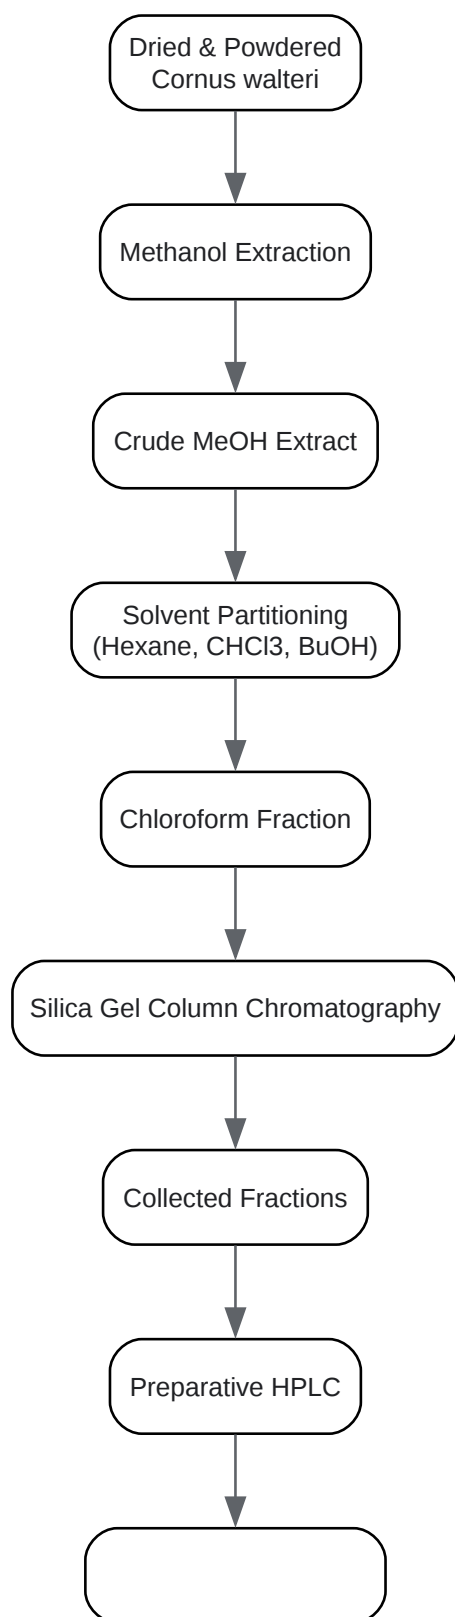 Dried & Powdered
Cornus walteri
Methanol Extraction
Crude MeOH Extract
Solvent Partitioning
(Hexane, CHCl3, BuOH)
Chloroform Fraction
Silica Gel Column Chromatography
Collected Fractions
Preparative HPLC